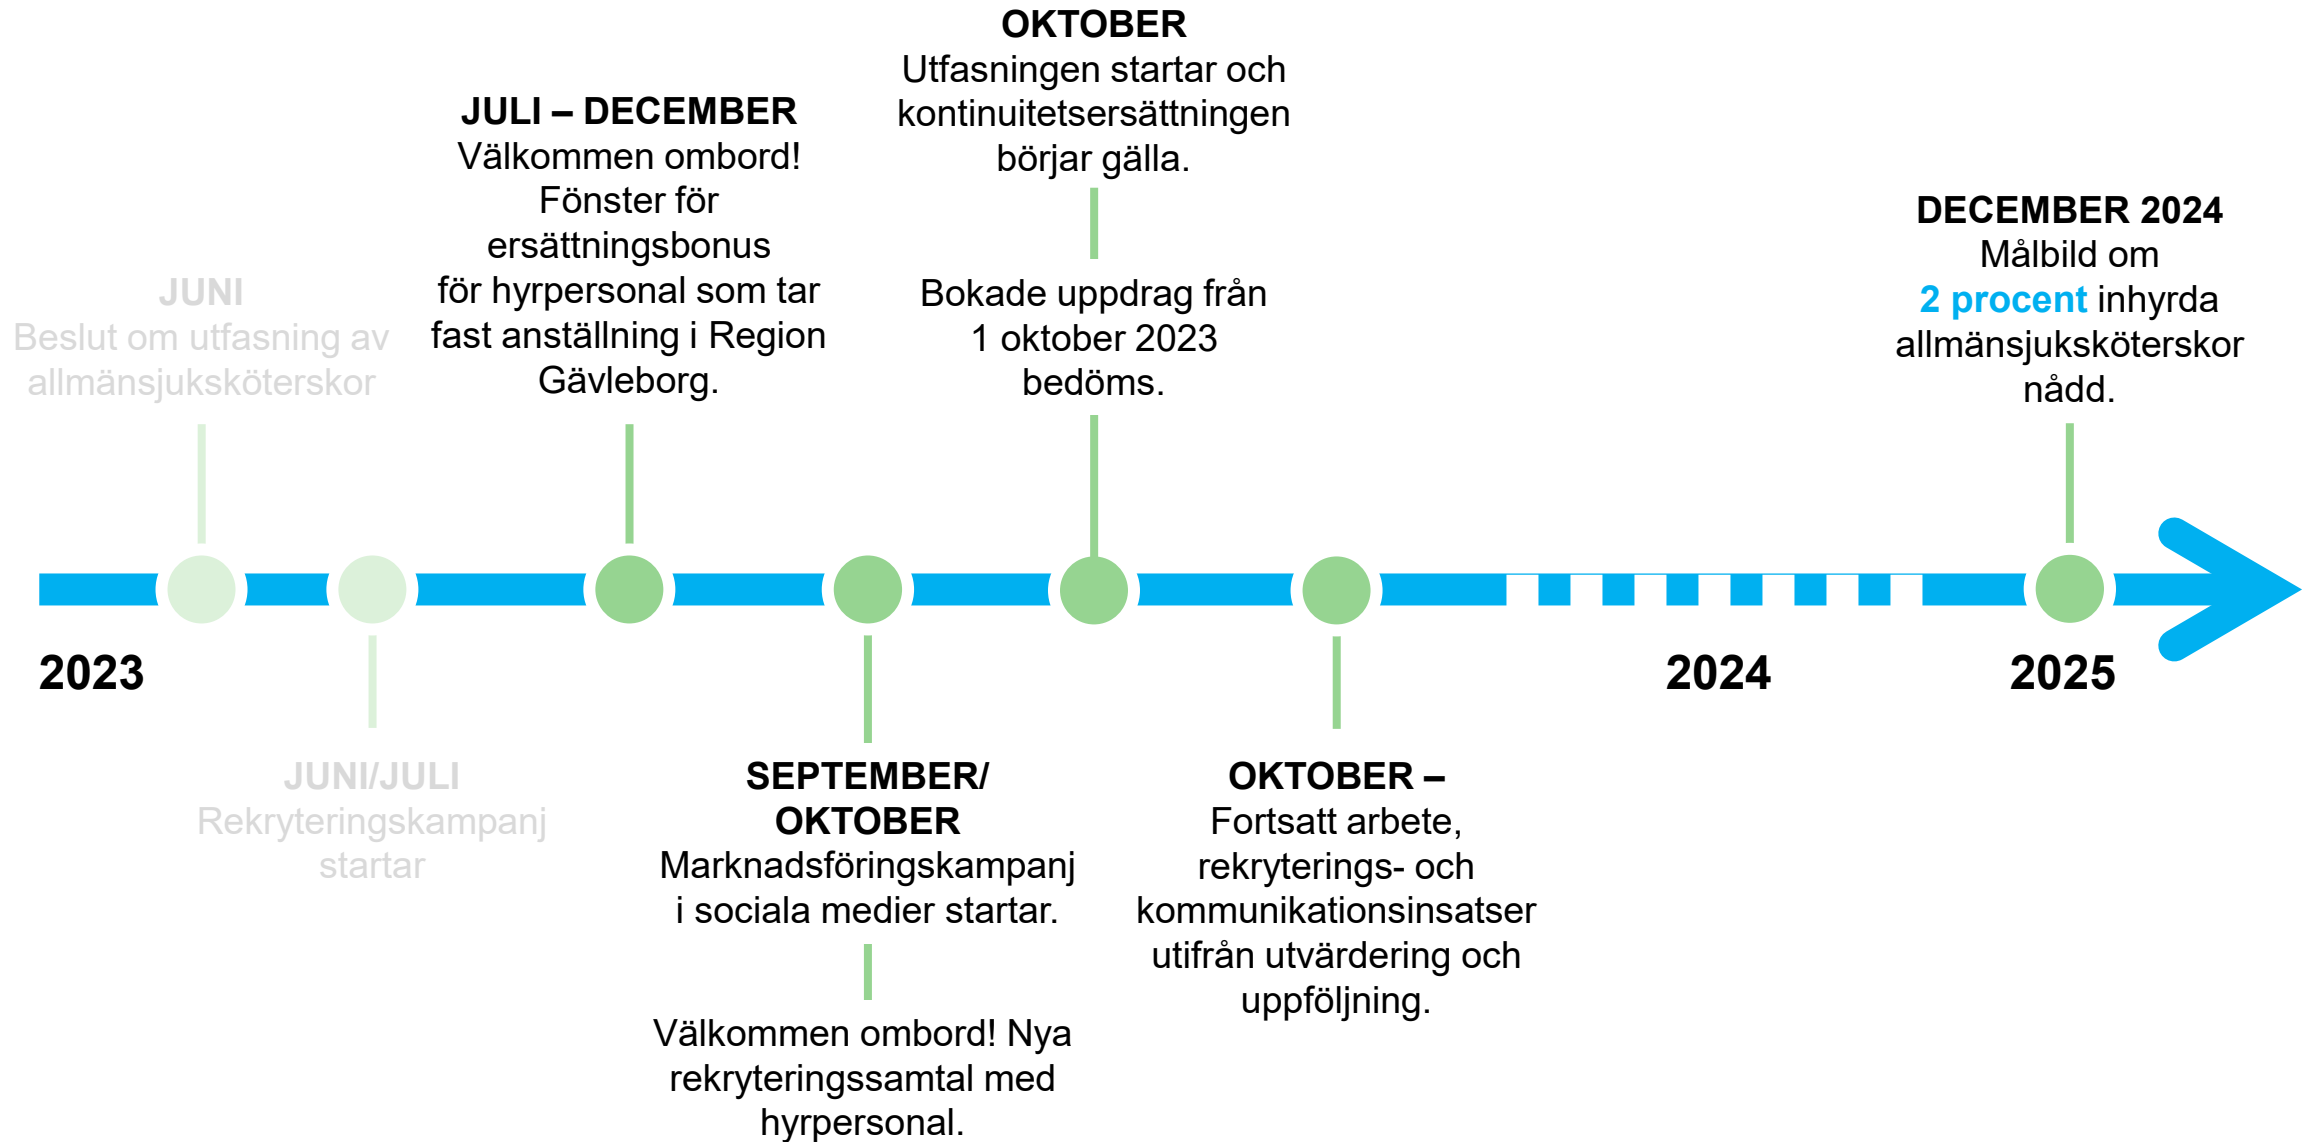 JUNI
Beslut om utfasning av
allmänsjuksköterskor
JUNI/JULI
Rekryteringskampanj
startar
JULI – DECEMBER
Välkommen ombord!
Fönster för
ersättningsbonus
för hyrpersonal som tar
fast anställning i Region
Gävleborg.
SEPTEMBER/
OKTOBER
Marknadsföringskampanj
i sociala medier startar.
Välkommen ombord! Nya
rekryteringssamtal med
hyrpersonal.
OKTOBER
Utfasningen startar och
kontinuitetsersättningen
börjar gälla.
Bokade uppdrag från
1 oktober 2023
bedöms.
OKTOBER –
Fortsatt arbete,
rekryterings- och
kommunikationsinsatser
utifrån utvärdering och
uppföljning.
DECEMBER 2024
Målbild om
2 procent inhyrda
allmänsjuksköterskor
nådd.
2023
2024
2025